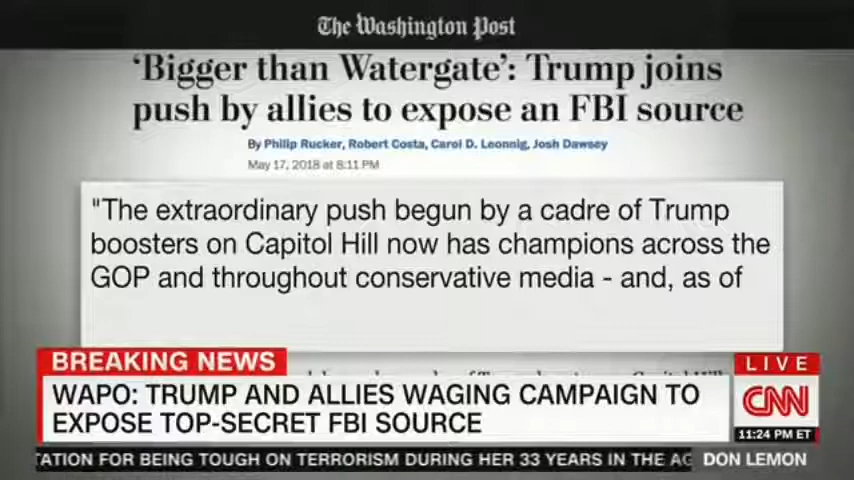 The Washington Post
‘Bigger than Watergate’: Trump joins
push by allies to expose an FBI source
By Philip Rucker, Robert Costa, Carol D. Leonnig, Josh Dawsey
May 17, 2018 at 8:11 PM
"The extraordinary push begun by a cadre of Trump
boosters on Capitol Hill now has champions across the
GOP and throughout conservative media - and, as of
BREAKING NEWS
WAPO: TRUMP AND ALLIES WAGING CAMPAIGN TO
EXPOSE TOP-SECRET FBI SOURCE
LIVE
CNN
11:24 PM ET
ATION FOR BEING TOUGH ON TERRORISM DURING HER 33 YEARS IN THE AG
DON LEMON